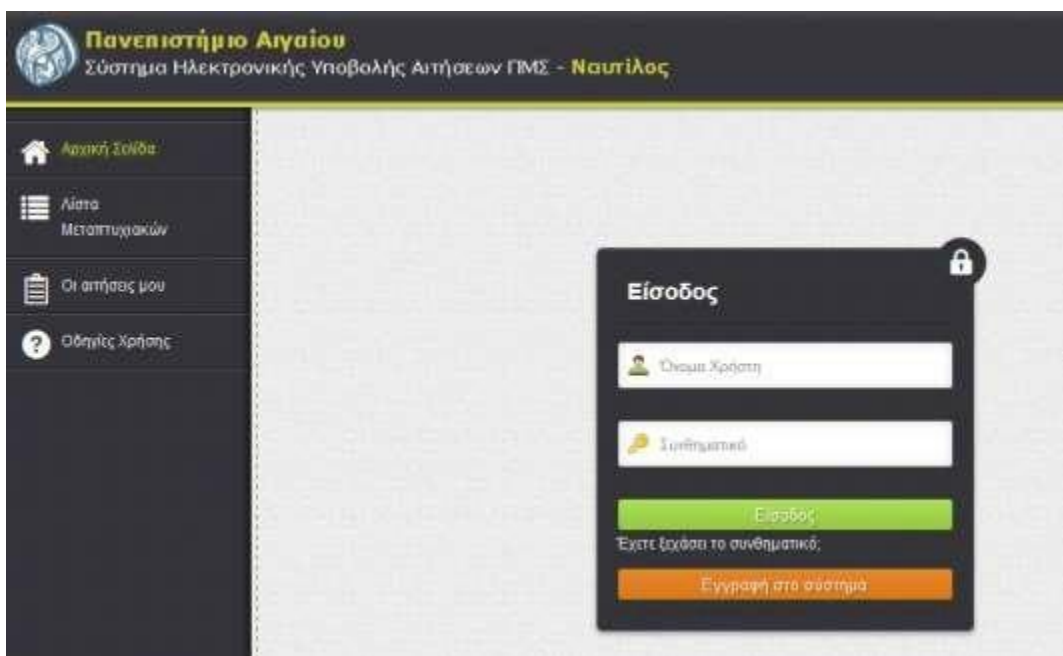 Πανεπιστήμιο Αιγαίου
Σύστημα Ηλεκτρονικής Υποβολής Αιτήσεων ΠΜΣ - Ναυτίλος
Αρχική Σελίδα
Λίστα
Μεταπτυχιακών
Οι αιτήσεις μου
Οδηγίες Χρήσης
Είσοδος
Όνομα Χρήστη
Συνθηματικό
Είσοδος
Έχετε ξεχάσει το συνθηματικό;
Εγγραφή στο σύστημα